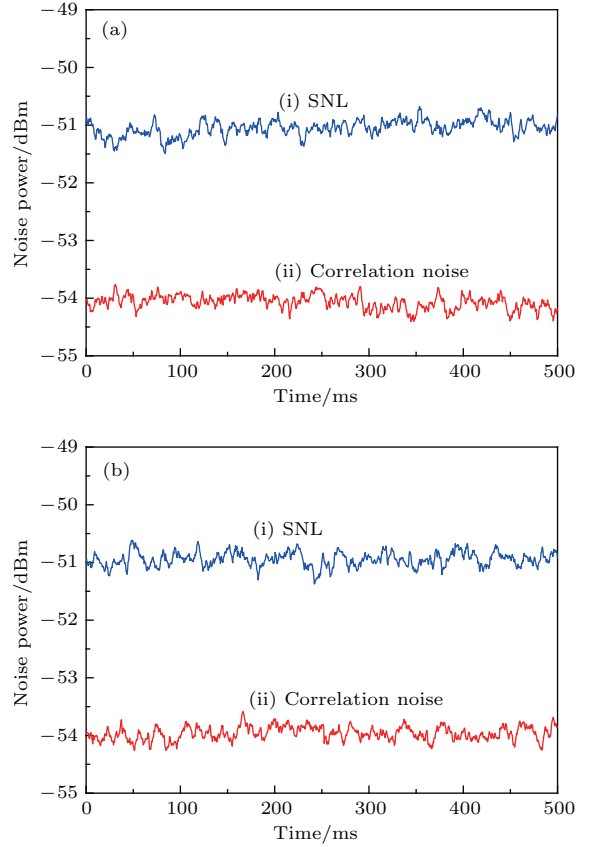 (a)
−49
−50
−51
−52
−53
−54
−55
Noise power/dBm
(i) SNL
(ii) Correlation noise
0 100 200 300 400 500
Time/ms
(b)
−49
−50
−51
−52
−53
−54
−55
Noise power/dBm
(i) SNL
(ii) Correlation noise
0 100 200 300 400 500
Time/ms